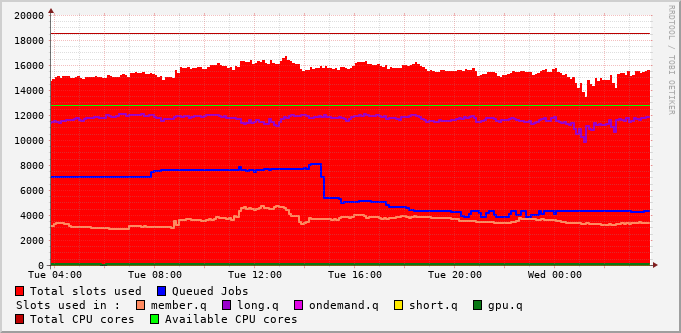 20000
18000
16000
14000
12000
10000
8000
6000
4000
2000
0
Tue 04:00 Tue 08:00 Tue 12:00 Tue 16:00 Tue 20:00 Wed 00:00
Total slots used Queued Jobs
Slots used in : member.q long.q ondemand.q short.q gpu.q
Total CPU cores Available CPU cores
RRDTOOL / TOBI OETIKER